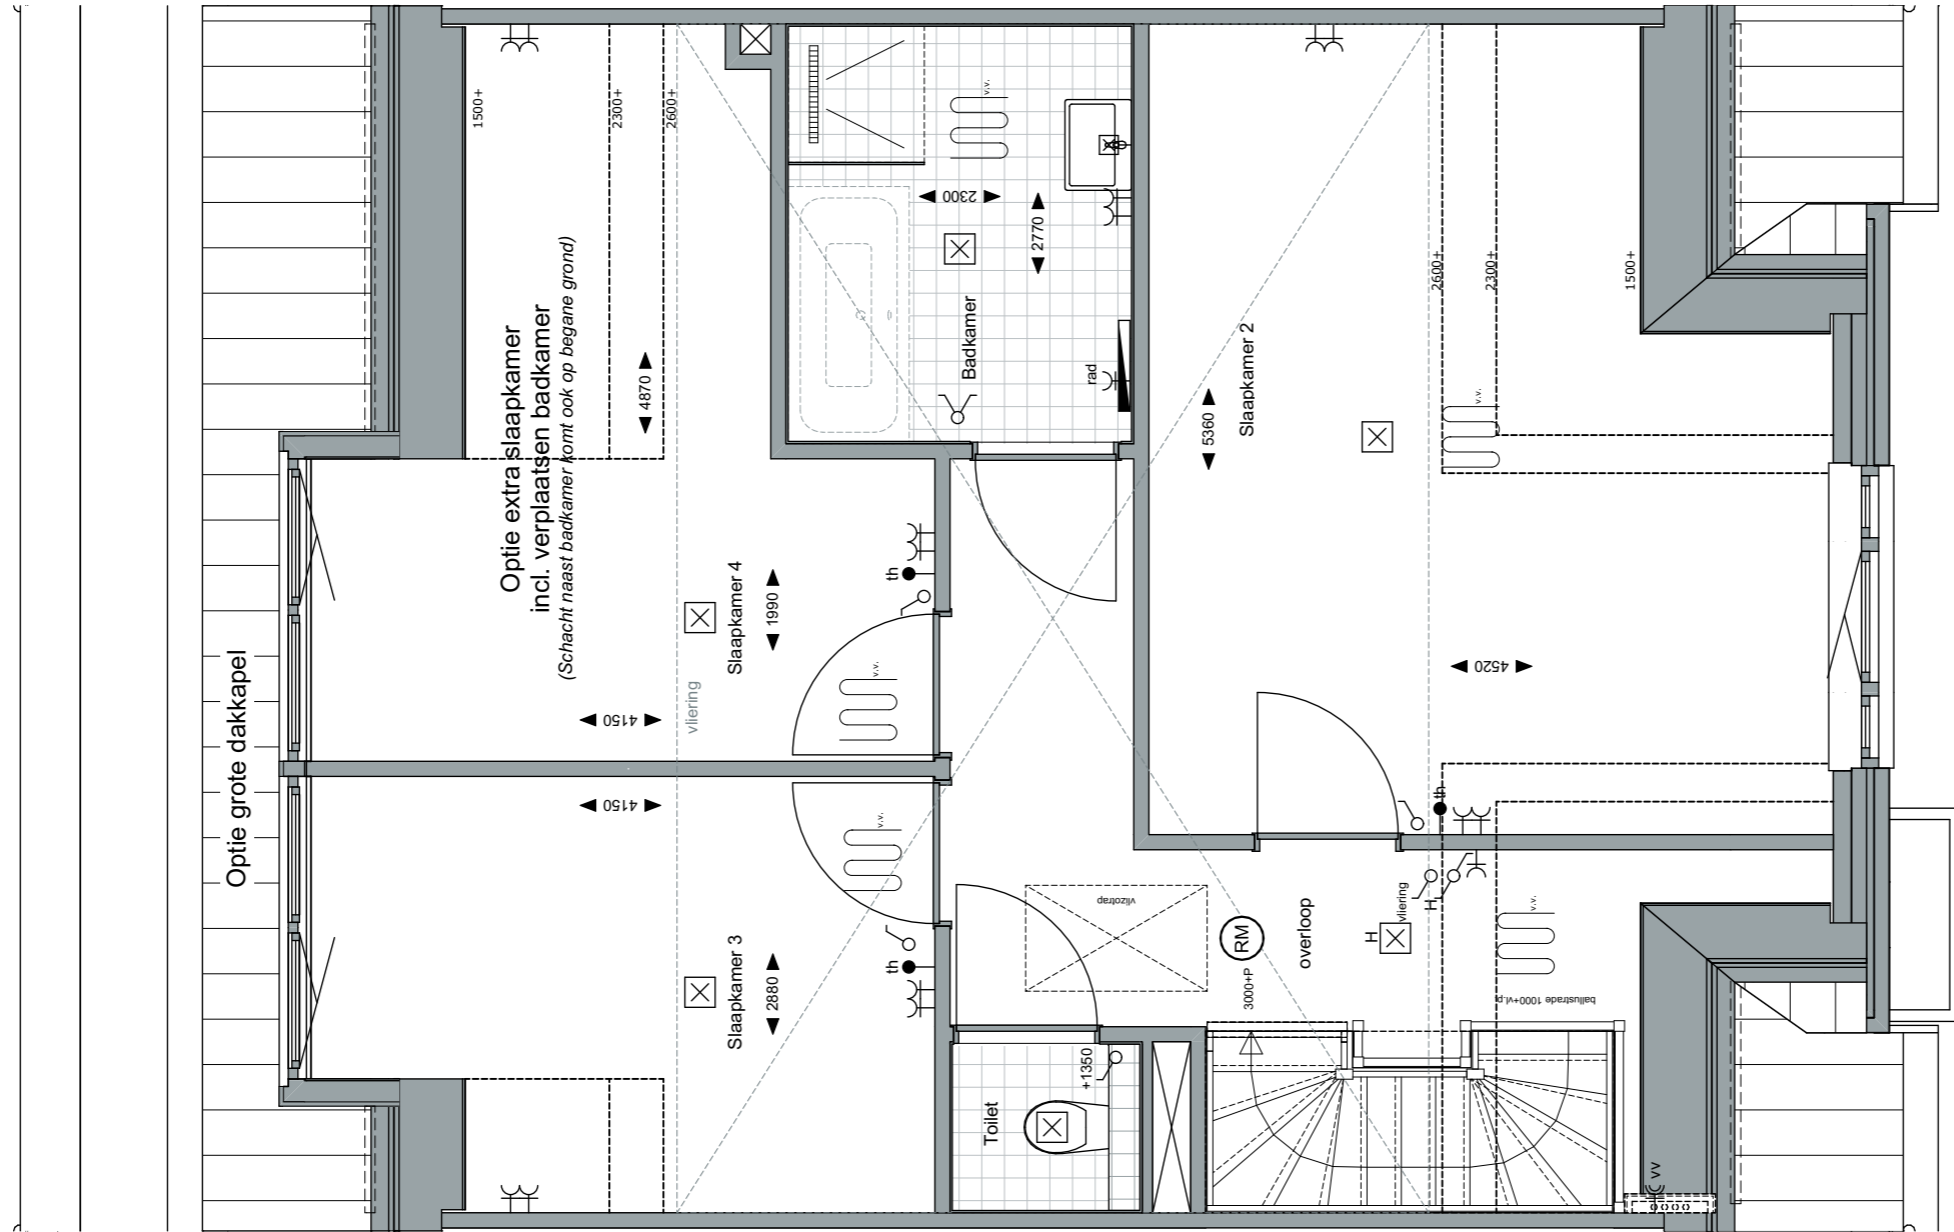 Optie grote dakkapel
Optie extra slaapkamer
incl. verplaatsen badkamer
(Schacht naast badkamer komt ook op begane grond)
1500+
2300+
2600+
4870
Slaapkamer 4
1990
4150
vliering
th
v.v.
4150
Slaapkamer 3
2880
th
v.v.
Badkamer
2300
2770
v.v.
rad
Slaapkamer 2
5360
4520
2600+
2300+
1500+
v.v.
th
vlizotrap
RM
3000+P
overloop
H
vliering
H
v.v.
ballustrade 1000+vl.pl
Toilet
+1350
VV